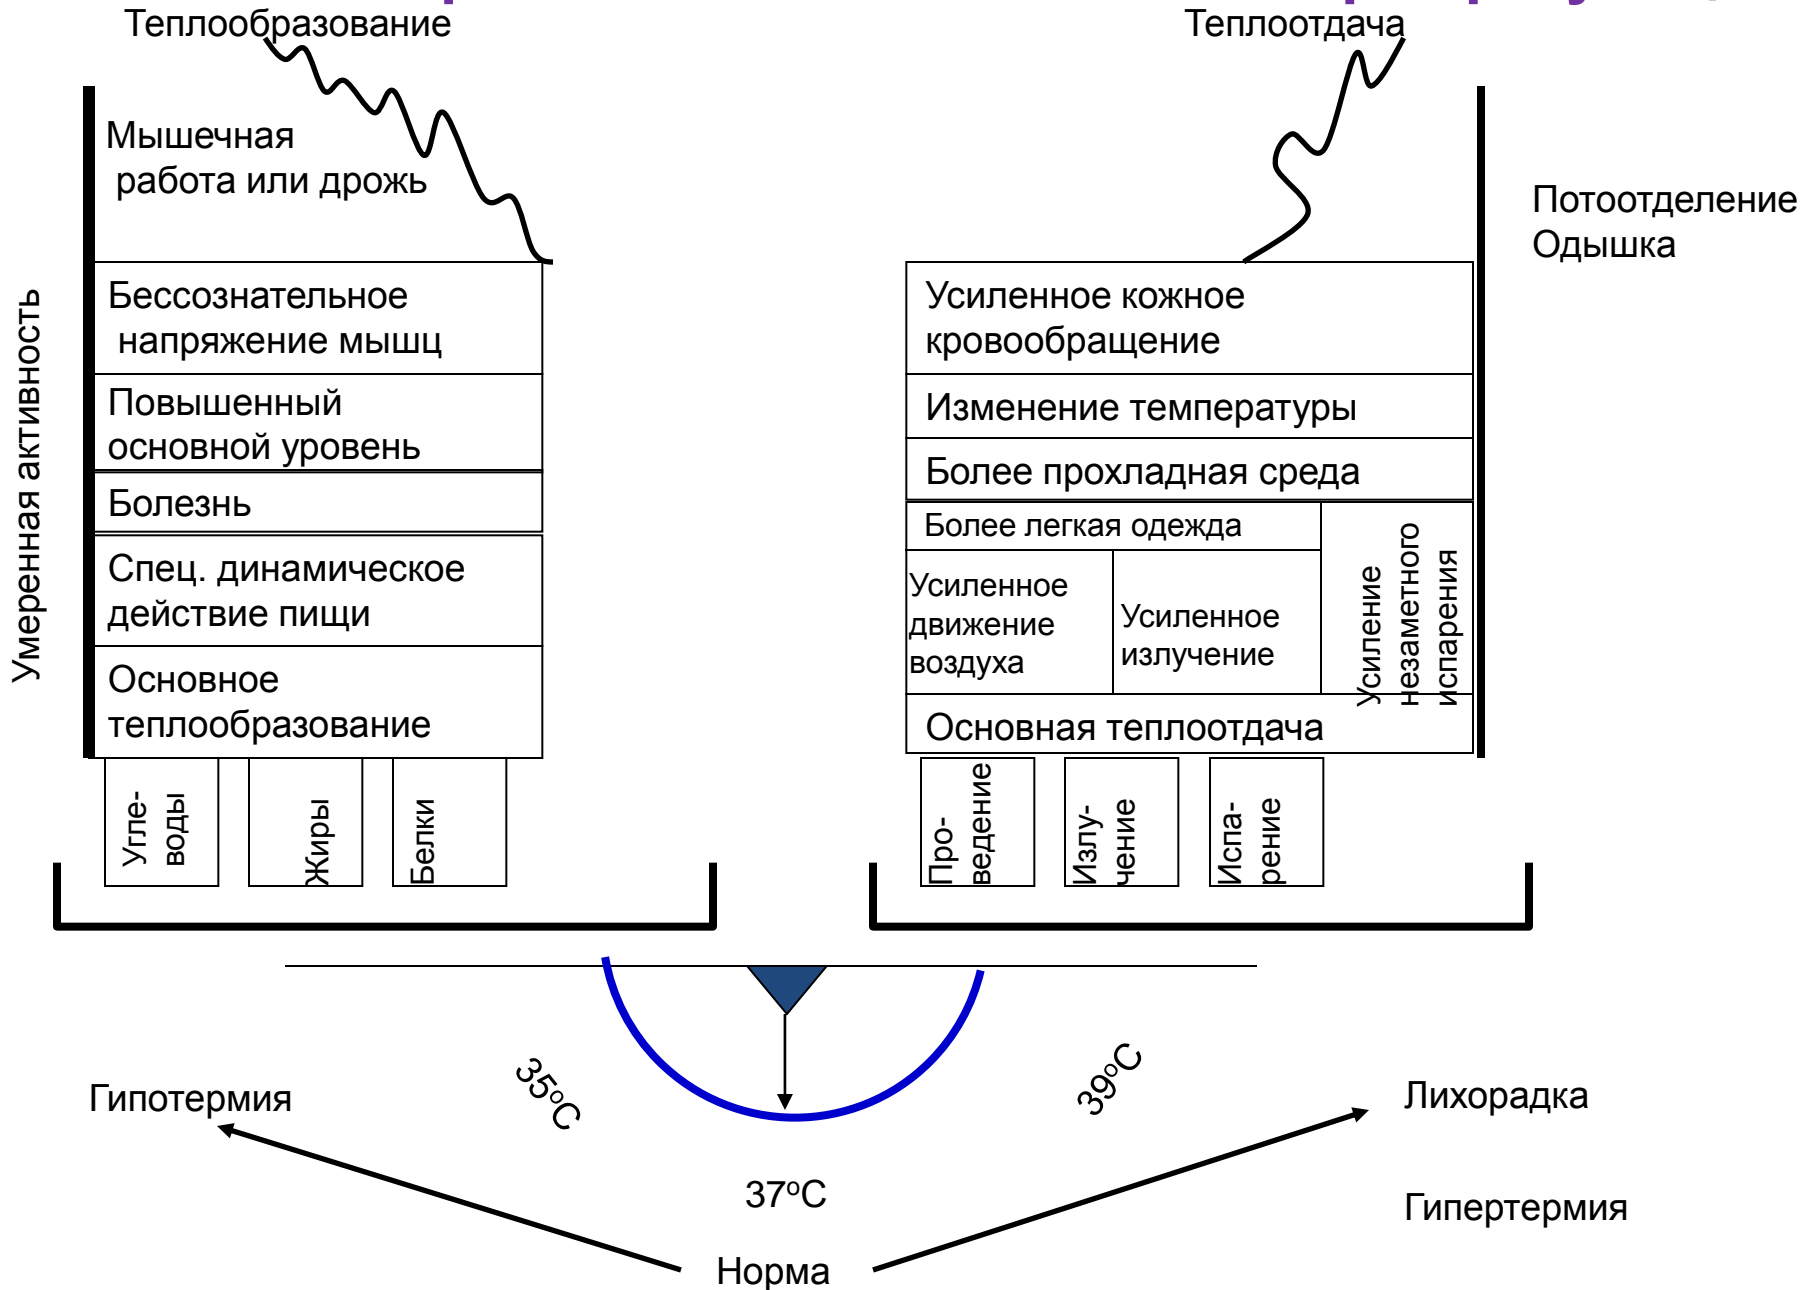 Теплообразование
Мышечная
работа или дрожь
Умеренная активность
Бессознательное
напряжение мышц
Повышенный
основной уровень
Болезнь
Спец. динамическое
действие пищи
Основное
теплообразование
Угле-
воды
Жиры
Белки
Теплоотдача
Потоотделение
Одышка
Усиленное кожное
кровообращение
Изменение температуры
Более прохладная среда
Более легкая одежда
Усиленное
движение
воздуха
Усиленное
излучение
Усиление
незаметного
испарения
Основная теплоотдача
Про-
ведение
Излу-
чение
Испа-
рение
35ºС
39ºС
37ºС
Гипотермия
Лихорадка
Гипертермия
Норма